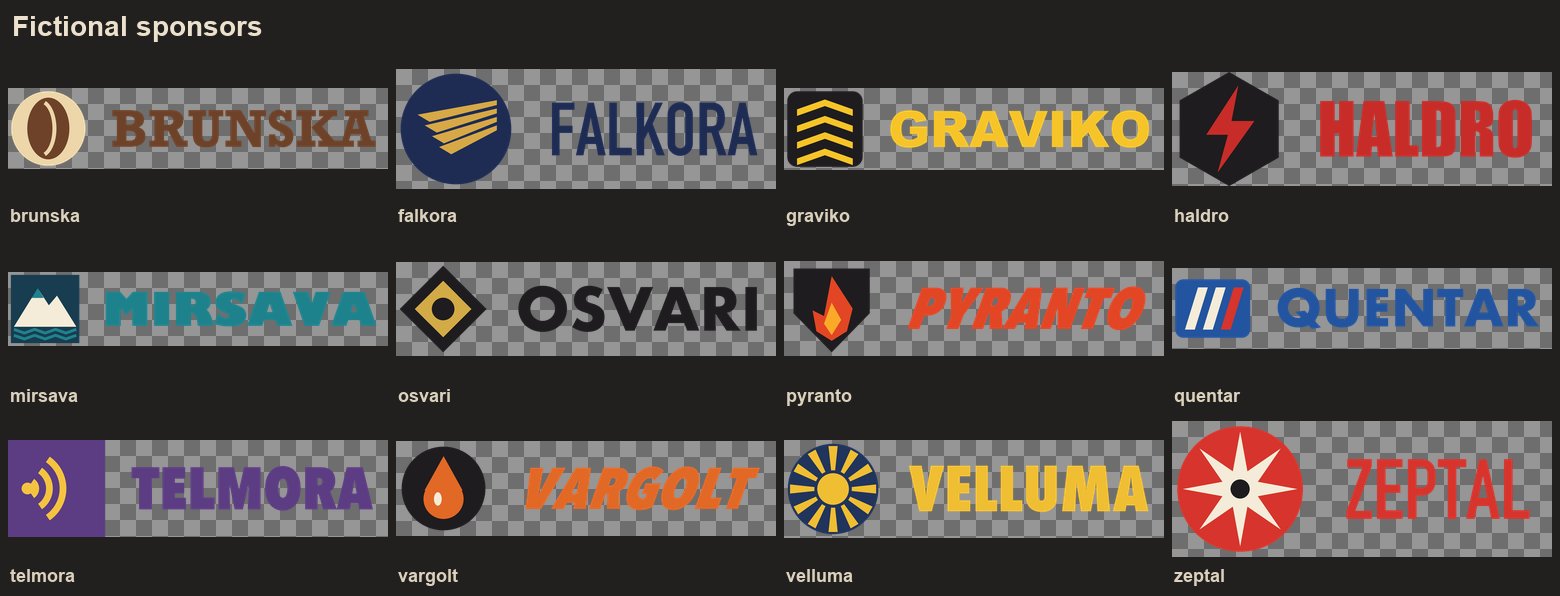 Fictional sponsors
BRUNSKA FALKORA GRAVIKO HALDRO
brunska falkora graviko haldro
MIRSAVA OSVARI PYRANTO QUENTAR
mirsava osvari pyranto quentar
TELMORA VARGOLT VELLUMA ZEPTAL
telmora vargolt velluma zeptal